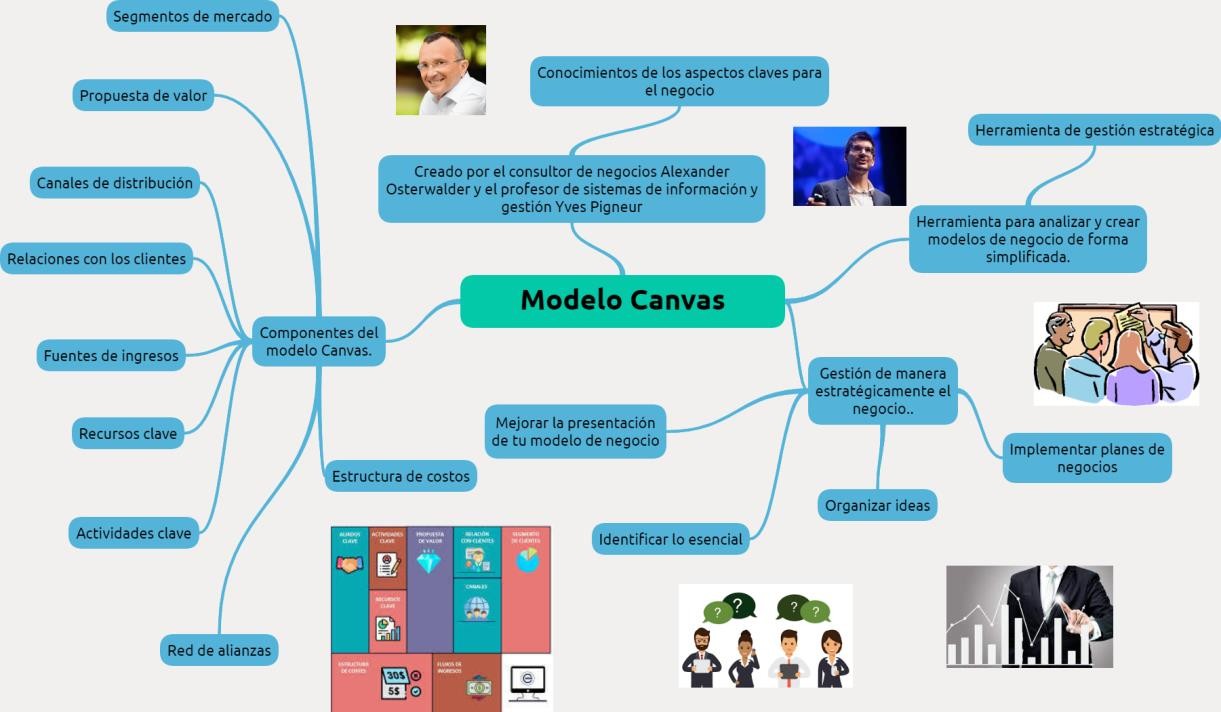 Segmentos de mercado
Propuesta de valor
Canales de distribución
Relaciones con los clientes
Fuentes de ingresos
Recursos clave
Actividades clave
Red de alianzas
Estructura de costos
Componentes del
modelo Canvas.
Conocimientos de los aspectos claves para
el negocio
Creado por el consultor de negocios Alexander
Osterwalder y el profesor de sistemas de información y
gestión Yves Pigneur
Modelo Canvas
Herramienta de gestión estratégica
Herramienta para analizar y crear
modelos de negocio de forma
simplificada.
Gestión de manera
estratégicamente el
negocio..
Mejorar la presentación
de tu modelo de negocio
Implementar planes de
negocios
Organizar ideas
Identificar lo esencial
CLAVE
ACTIVIDADES
CLAVE
PROPUESTA
DE VALOR
RELACIÓN
CON CLIENTES
SEGMENTO
DE CLIENTES
RECURSOS
CLAVE
CANALES
ESTRUCTURA
DE COSTES
FLUJOS DE
INGRESOS
30$
5$
? ? ? ?